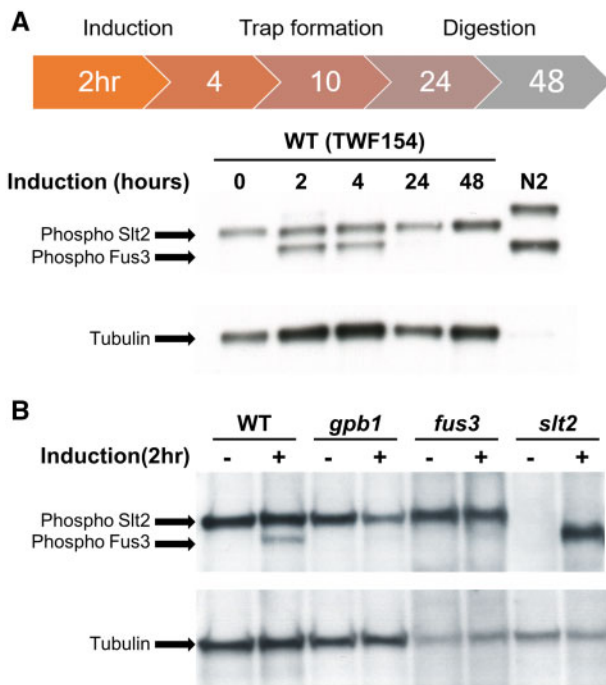 A
Induction Trap formation Digestion
2hr 4 10 24 48
WT (TWF154)
Induction (hours) 0 2 4 24 48 N2
Phospho Slt2
Phospho Fus3
Tubulin
B
WT gpb1 fus3 slt2
Induction(2hr) - + - + - + - +
Phospho Slt2
Phospho Fus3
Tubulin